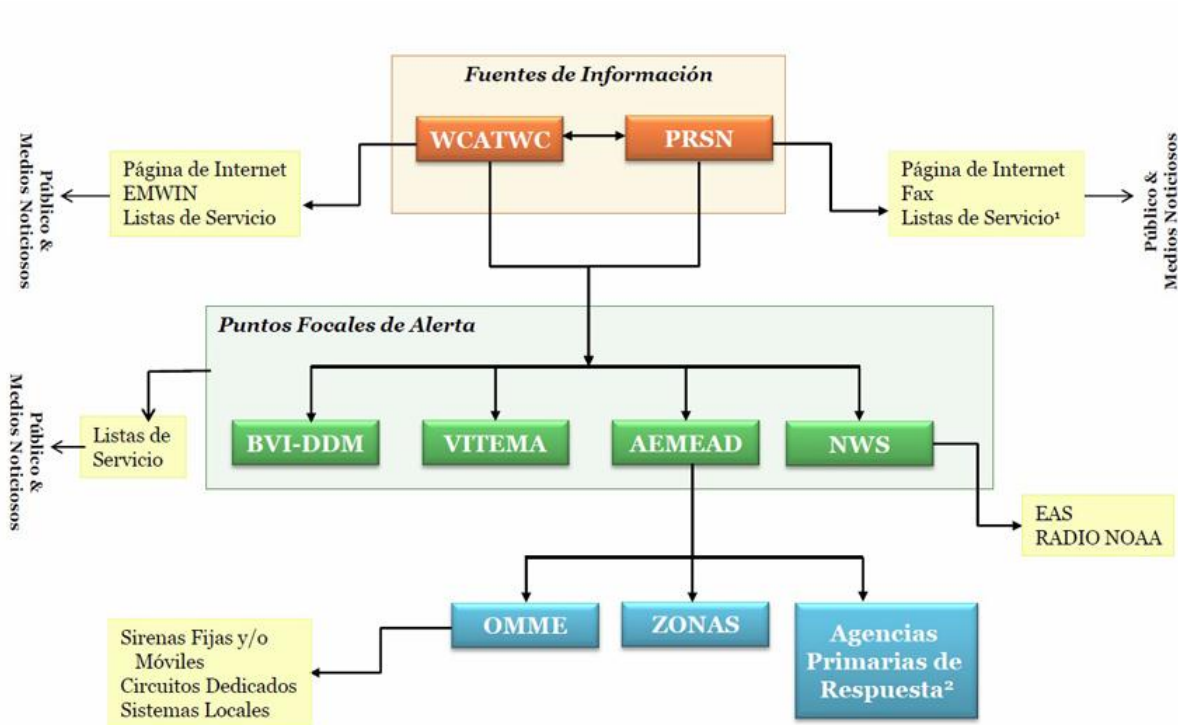 Fuentes de Información
WCATWC
PRSN
Público &
Medios Noticiosos
Página de Internet
EMWIN
Listas de Servicio
Página de Internet
Fax
Listas de Servicio¹
Público &
Medios Noticiosos
Puntos Focales de Alerta
Público &
Medios Noticiosos
Listas de
Servicio
BVI-DDM
VITEMA
AEMEAD
NWS
EAS
RADIO NOAA
OMME
ZONAS
Agencias
Primarias de
Respuesta²
Sirenas Fijas y/o
Móviles
Circuitos Dedicados
Sistemas Locales